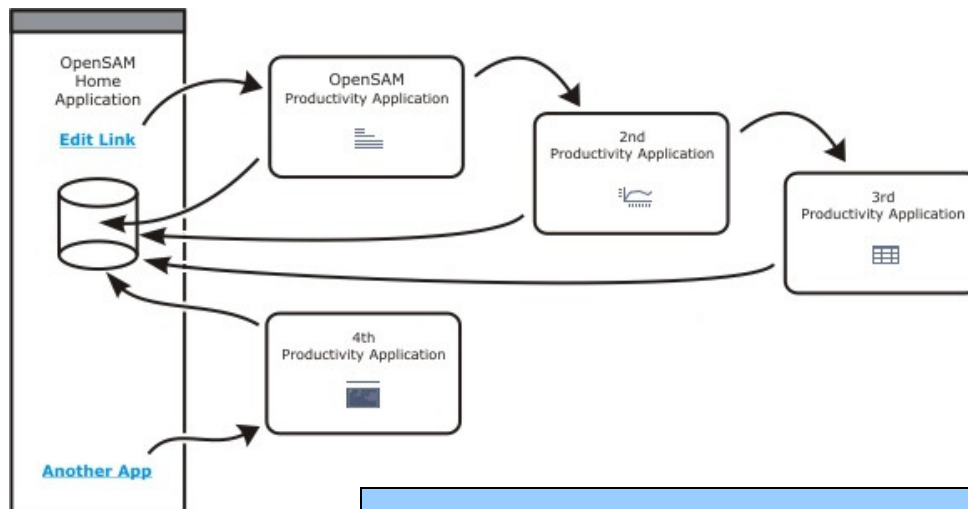 OpenSAM
Home
Application
Edit Link
OpenSAM
Productivity Application
2nd
Productivity Application
3rd
Productivity Application
4th
Productivity Application
Another App